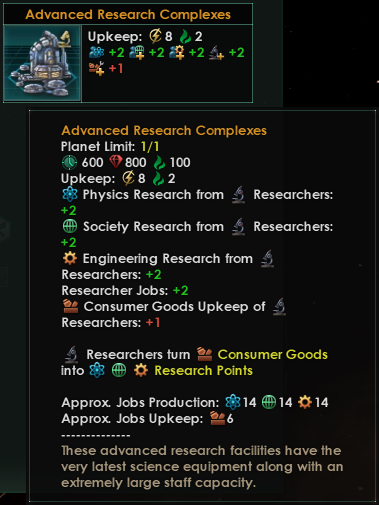 Advanced Research Complexes
Upkeep: 8 2
+2 +2 +2 +2
+1
Advanced Research Complexes
Planet Limit: 1/1
600 800 100
Upkeep: 8 2
Physics Research from Researchers:
+2
Society Research from Researchers:
+2
Engineering Research from
Researchers: +2
Researcher Jobs: +2
Consumer Goods Upkeep of
Researchers: +1
Researchers turn Consumer Goods
into Research Points
Approx. Jobs Production: 14 14 14
Approx. Jobs Upkeep: 6
--------------
These advanced research facilities have the
very latest science equipment along with an
extremely large staff capacity.